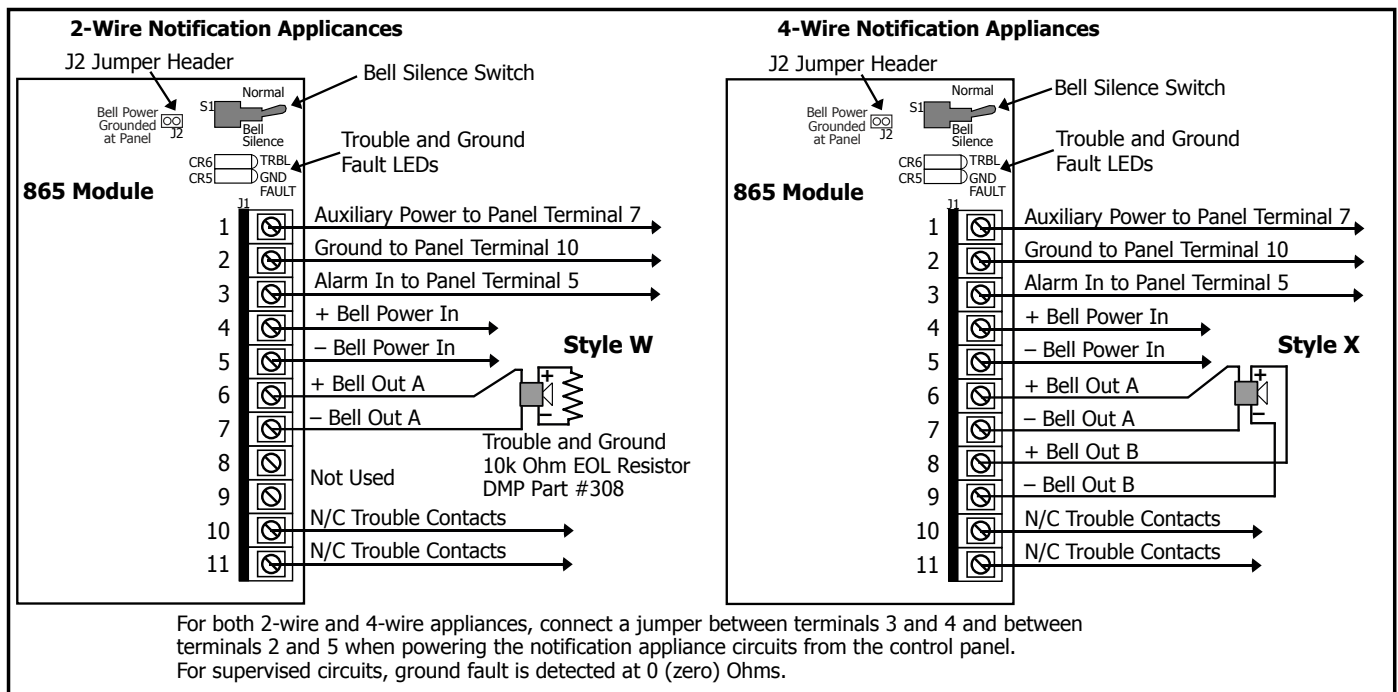 2-Wire Notification Applicances
J2 Jumper Header
Bell Silence Switch
Normal
S1
Bell Power
Grounded
at Panel
J2
Bell
Silence
Trouble and Ground
Fault LEDs
CR6
TRBL
CR5
GND
FAULT
865 Module
J1
1
Auxiliary Power to Panel Terminal 7
2
Ground to Panel Terminal 10
3
Alarm In to Panel Terminal 5
4
+ Bell Power In
5
– Bell Power In
Style W
6
+ Bell Out A
+
–
7
– Bell Out A
Trouble and Ground
10k Ohm EOL Resistor
DMP Part #308
8
Not Used
9
10
N/C Trouble Contacts
11
N/C Trouble Contacts
4-Wire Notification Appliances
J2 Jumper Header
Bell Silence Switch
Normal
S1
Bell Power
Grounded
at Panel
J2
Bell
Silence
Trouble and Ground
Fault LEDs
CR6
TRBL
CR5
GND
FAULT
865 Module
J1
1
Auxiliary Power to Panel Terminal 7
2
Ground to Panel Terminal 10
3
Alarm In to Panel Terminal 5
4
+ Bell Power In
5
– Bell Power In
Style X
6
+ Bell Out A
+
–
7
– Bell Out A
8
+ Bell Out B
9
– Bell Out B
10
N/C Trouble Contacts
11
N/C Trouble Contacts
For both 2-wire and 4-wire appliances, connect a jumper between terminals 3 and 4 and between
terminals 2 and 5 when powering the notification appliance circuits from the control panel.
For supervised circuits, ground fault is detected at 0 (zero) Ohms.